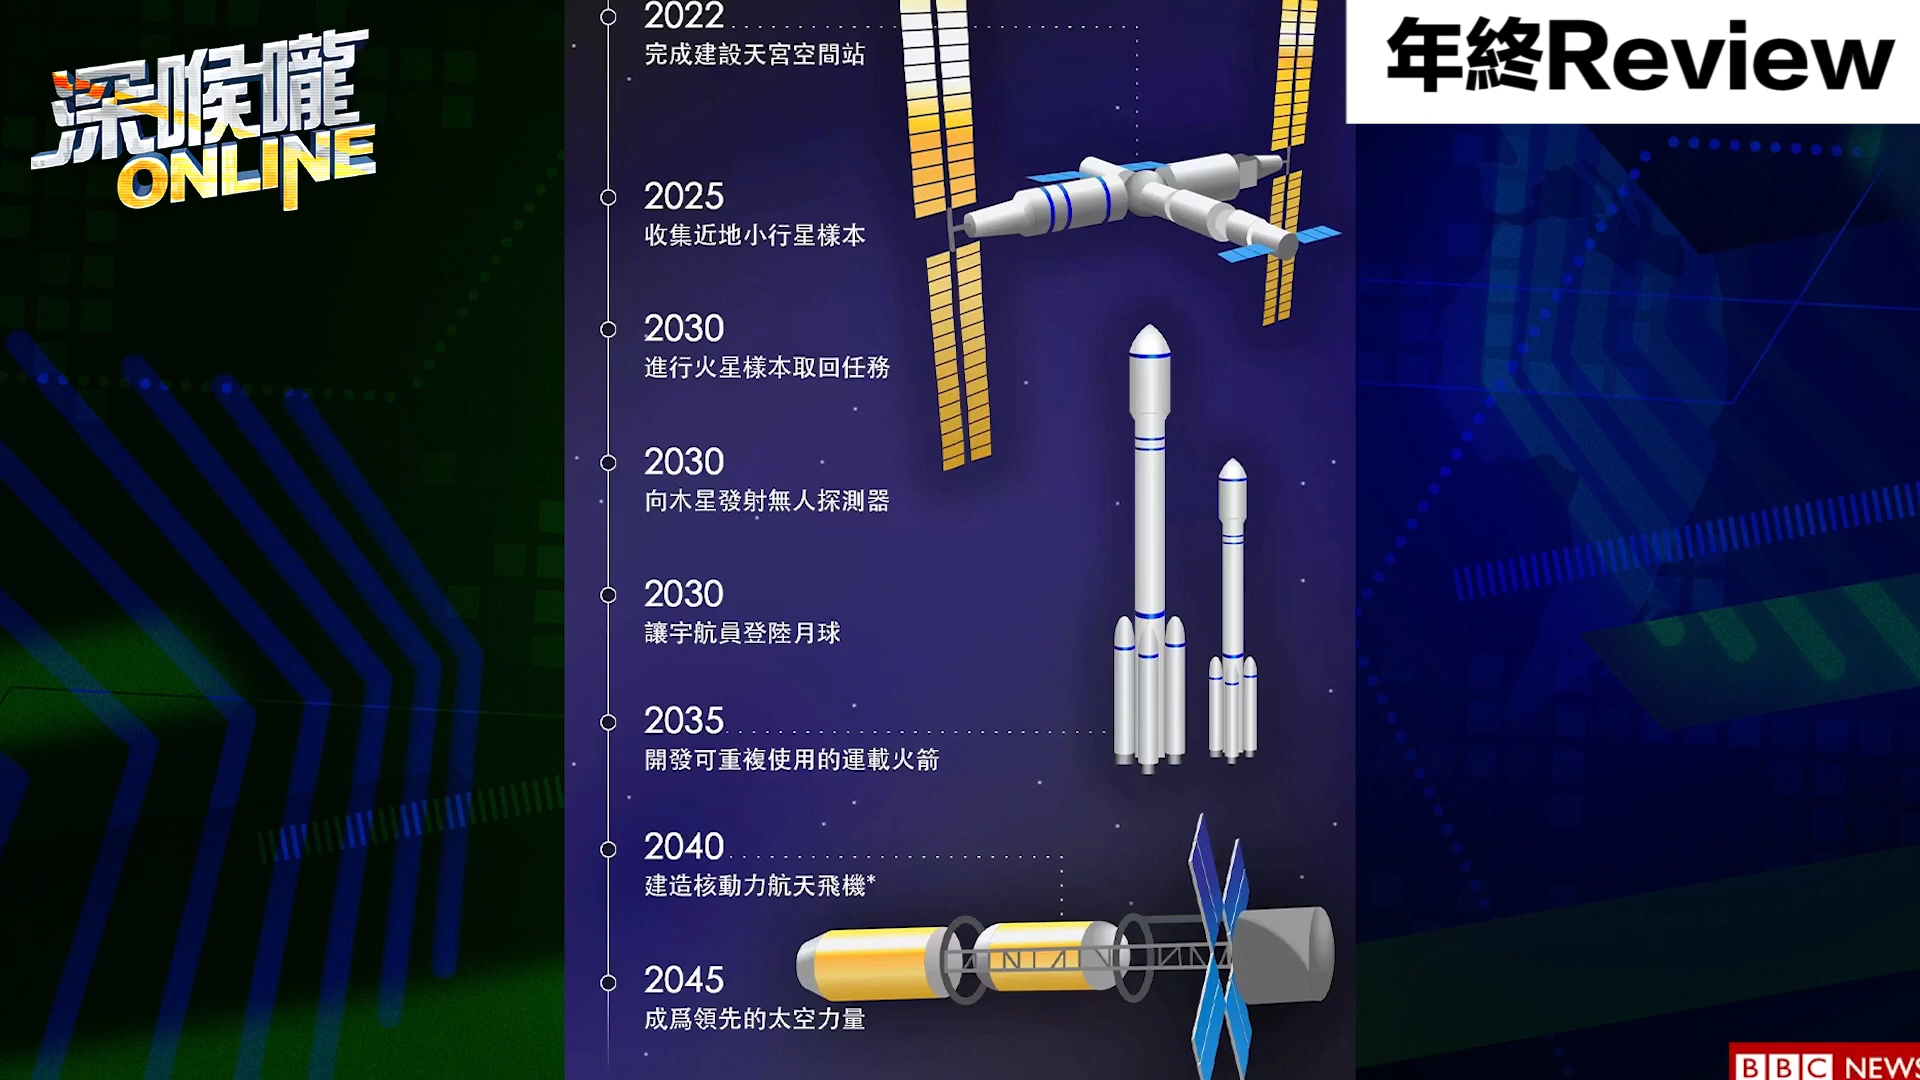 深喉嚨
ONLINE
年終Review
2022
完成建設天宮空間站
2025
收集近地小行星樣本
2030
進行火星樣本取回任務
2030
向木星發射無人探測器
2030
讓宇航員登陸月球
2035
開發可重複使用的運載火箭
2040
建造核動力航天飛機*
2045
成爲領先的太空力量
BBC NEWS